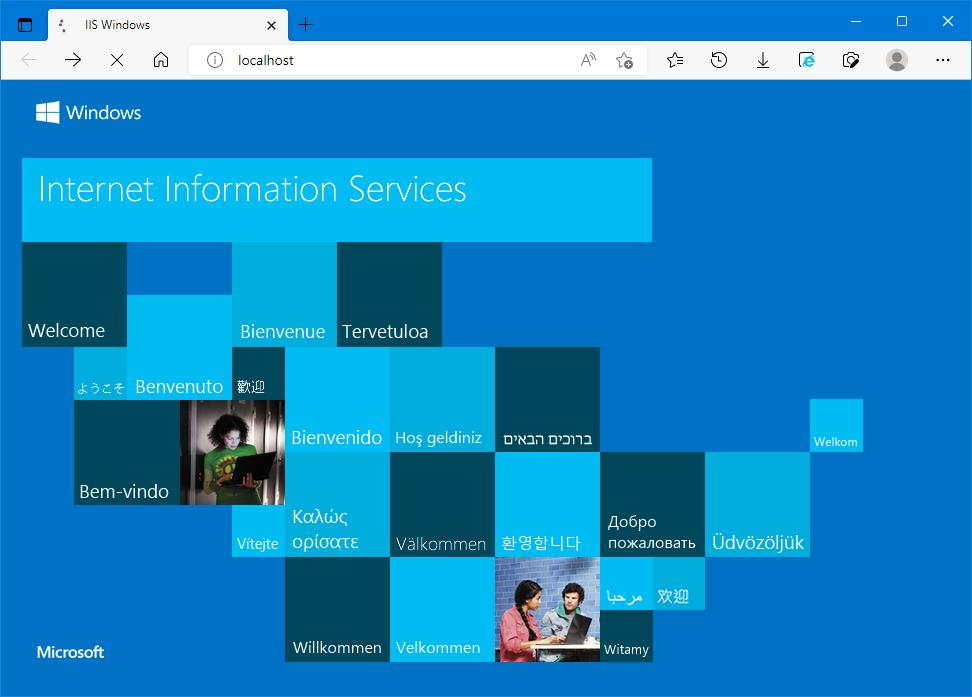 IIS Windows
localhost
Windows
Internet Information Services
Welcome
Bienvenue
Tervetuloa
ようこそ
Benvenuto
歡迎
Bienvenido
Hoş geldiniz
ברוכים הבאים
Welkom
Bem-vindo
Vítejte
Καλώς
ορίσατε
Välkommen
환영합니다
Добро
пожаловать
Üdvözöljük
Willkommen
Velkommen
مرحبا
欢迎
Witamy
Microsoft